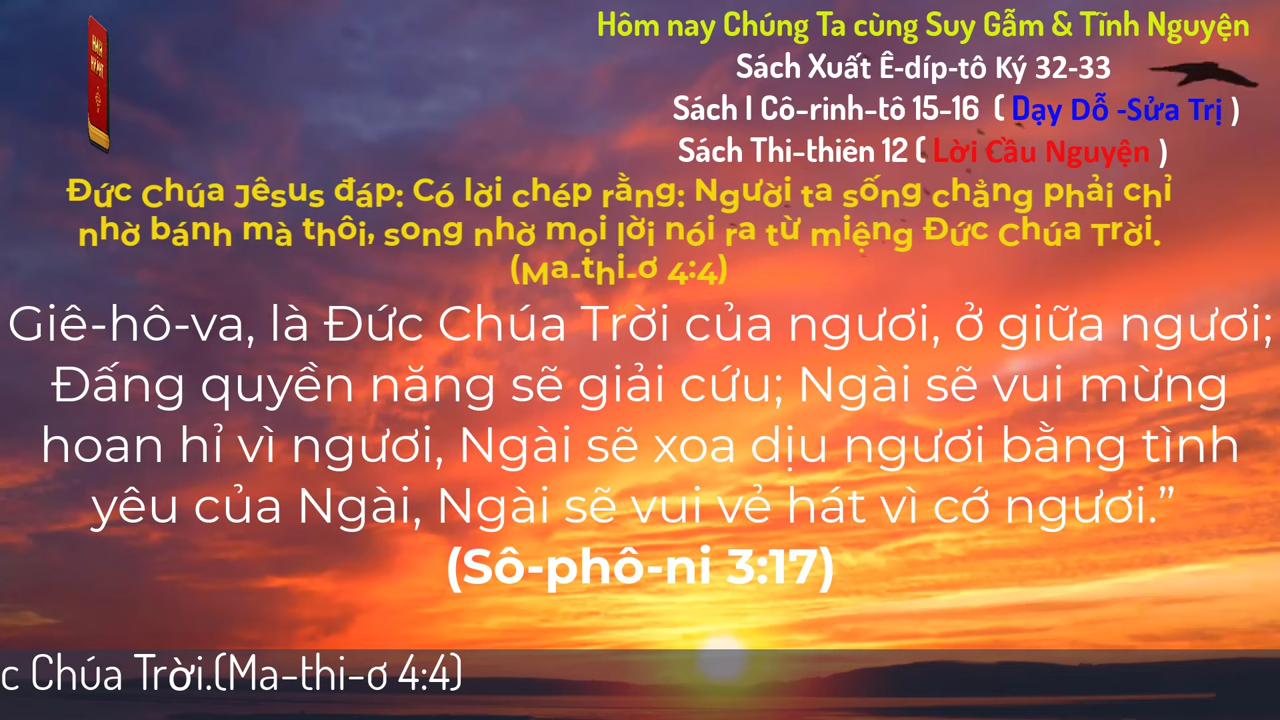 Hôm nay Chúng Ta cùng Suy Gẫm & Tĩnh Nguyện
Sách Xuất Ê-díp-tô Ký 32-33
Sách I Cô-rinh-tô 15-16 ( Dạy Dỗ -Sửa Trị )
Sách Thi-thiên 12 ( Lời Cầu Nguyện )
Đức Chúa Jêsus đáp: Có lời chép rằng: Người ta sống chẳng phải chỉ
nhờ bánh mà thôi, song nhờ mọi lời nói ra từ miệng Đức Chúa Trời.
(Ma-thi-ơ 4:4)
Giê-hô-va, là Đức Chúa Trời của ngươi, ở giữa ngươi;
Đấng quyền năng sẽ giải cứu; Ngài sẽ vui mừng
hoan hỉ vì ngươi, Ngài sẽ xoa dịu ngươi bằng tình
yêu của Ngài, Ngài sẽ vui vẻ hát vì cớ ngươi.”
(Sô-phô-ni 3:17)
c Chúa Trời.(Ma-thi-ơ 4:4)